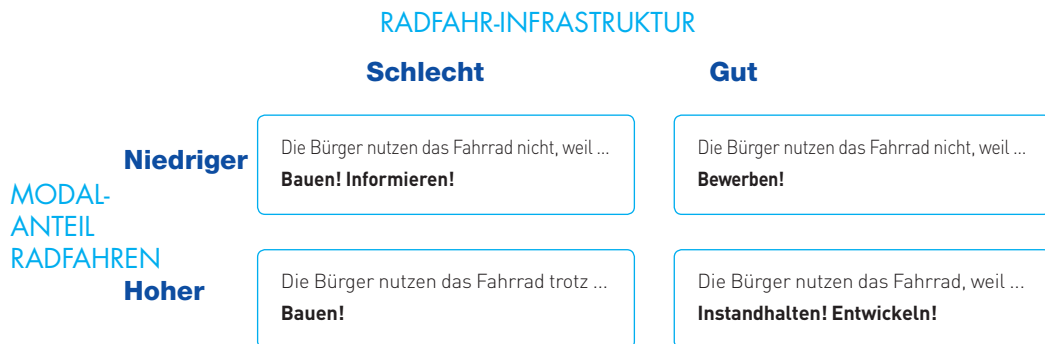 RADFAHR-INFRASTRUKTUR
Schlecht
Gut
MODAL-
ANTEIL
RADFAHREN
Niedriger
Die Bürger nutzen das Fahrrad nicht, weil ...
Bauen! Informieren!
Die Bürger nutzen das Fahrrad nicht, weil ...
Bewerben!
Hoher
Die Bürger nutzen das Fahrrad trotz ...
Bauen!
Die Bürger nutzen das Fahrrad, weil ...
Instandhalten! Entwickeln!